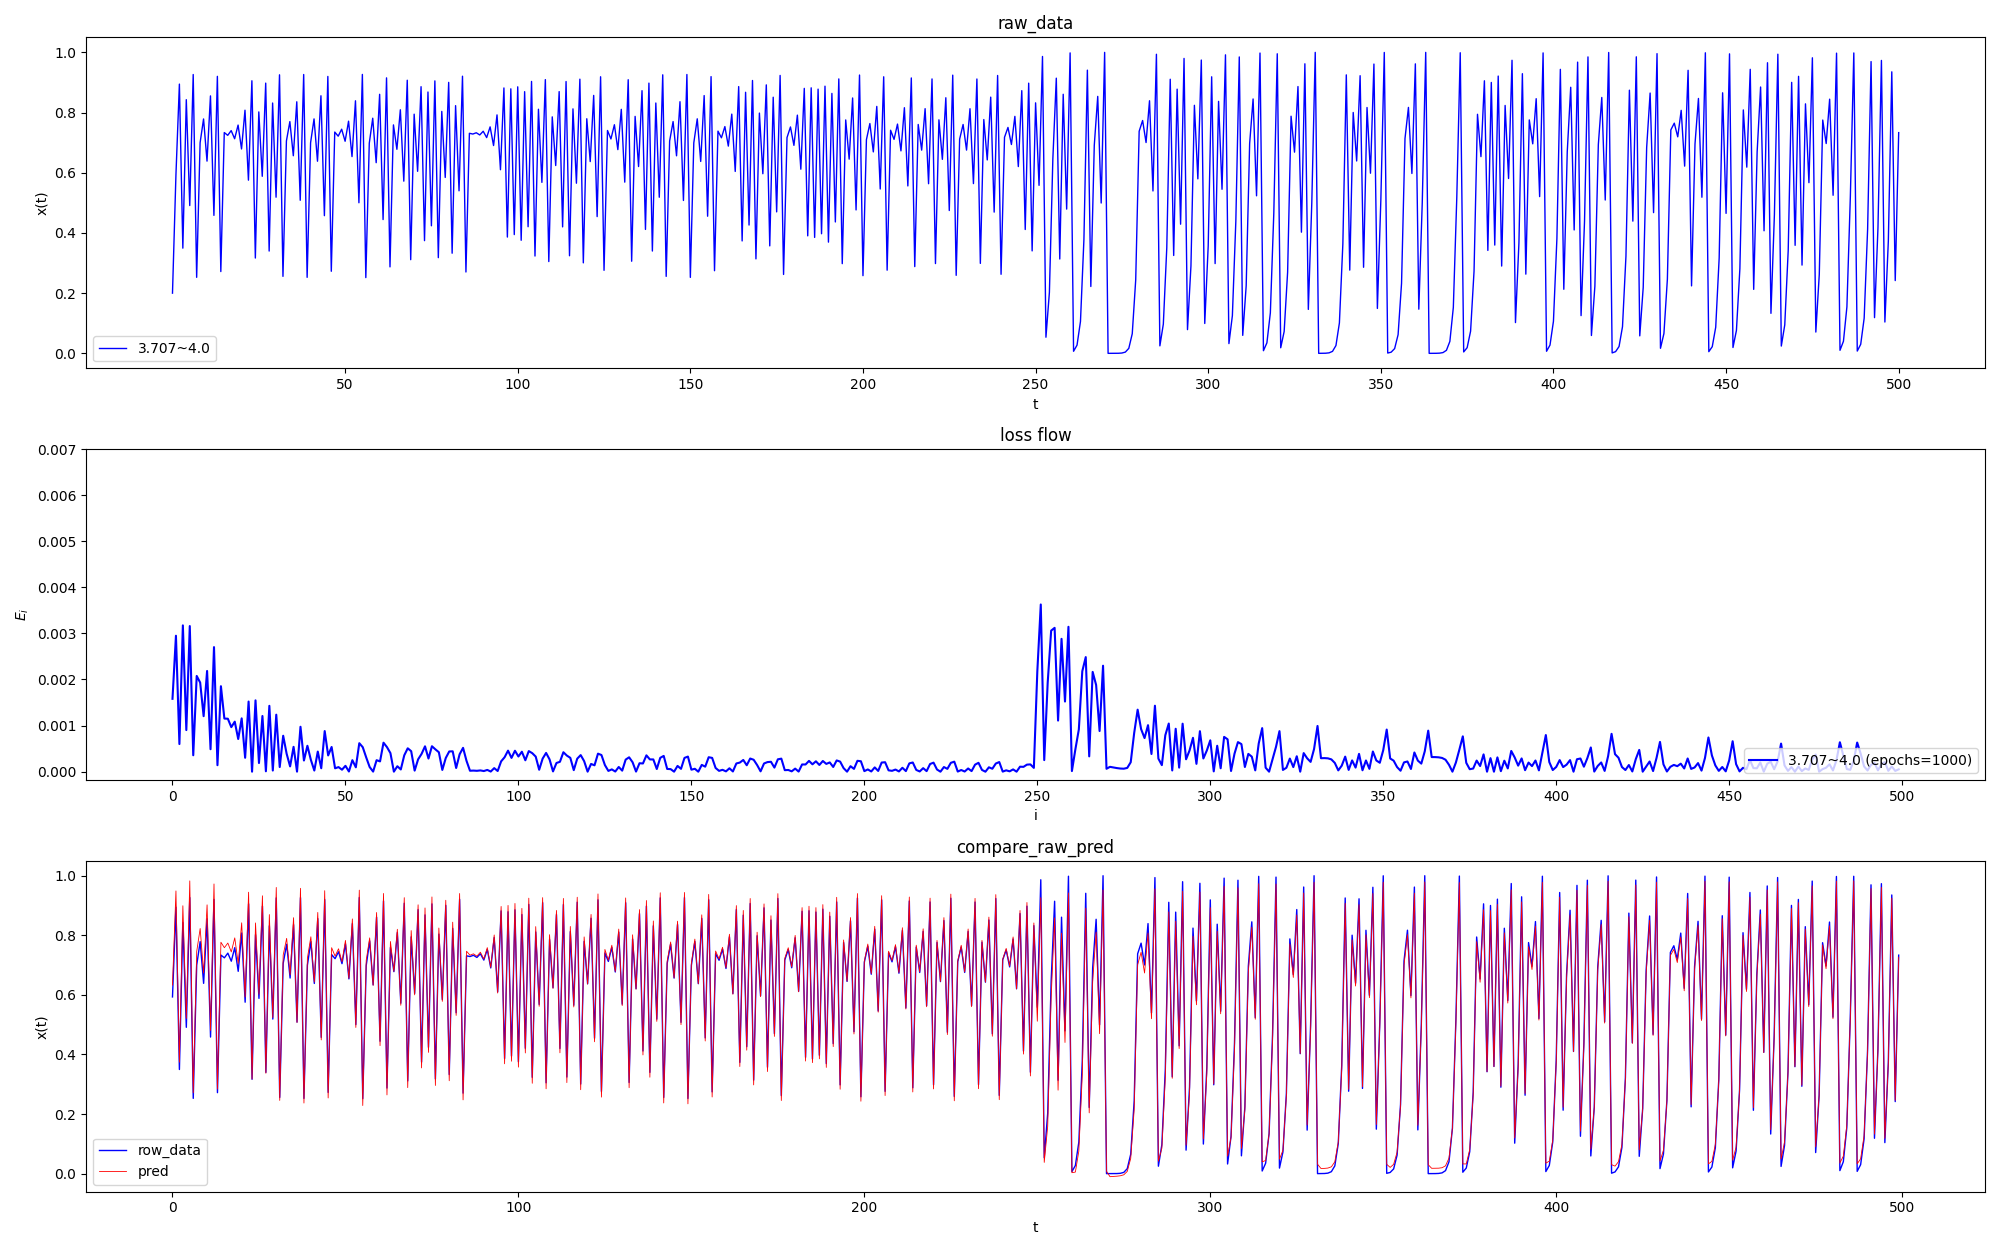 raw_data
1.0
0.8
0.6
0.4
0.2
0.0
x(t)
3.707~4.0
50 100 150 200 250 300 350 400 450 500
t
loss flow
0.007
0.006
0.005
0.004
0.003
0.002
0.001
0.000
E_i
3.707~4.0 (epochs=1000)
0 50 100 150 200 250 300 350 400 450 500
i
compare_raw_pred
1.0
0.8
0.6
0.4
0.2
0.0
x(t)
row_data
pred
0 100 200 300 400 500
t